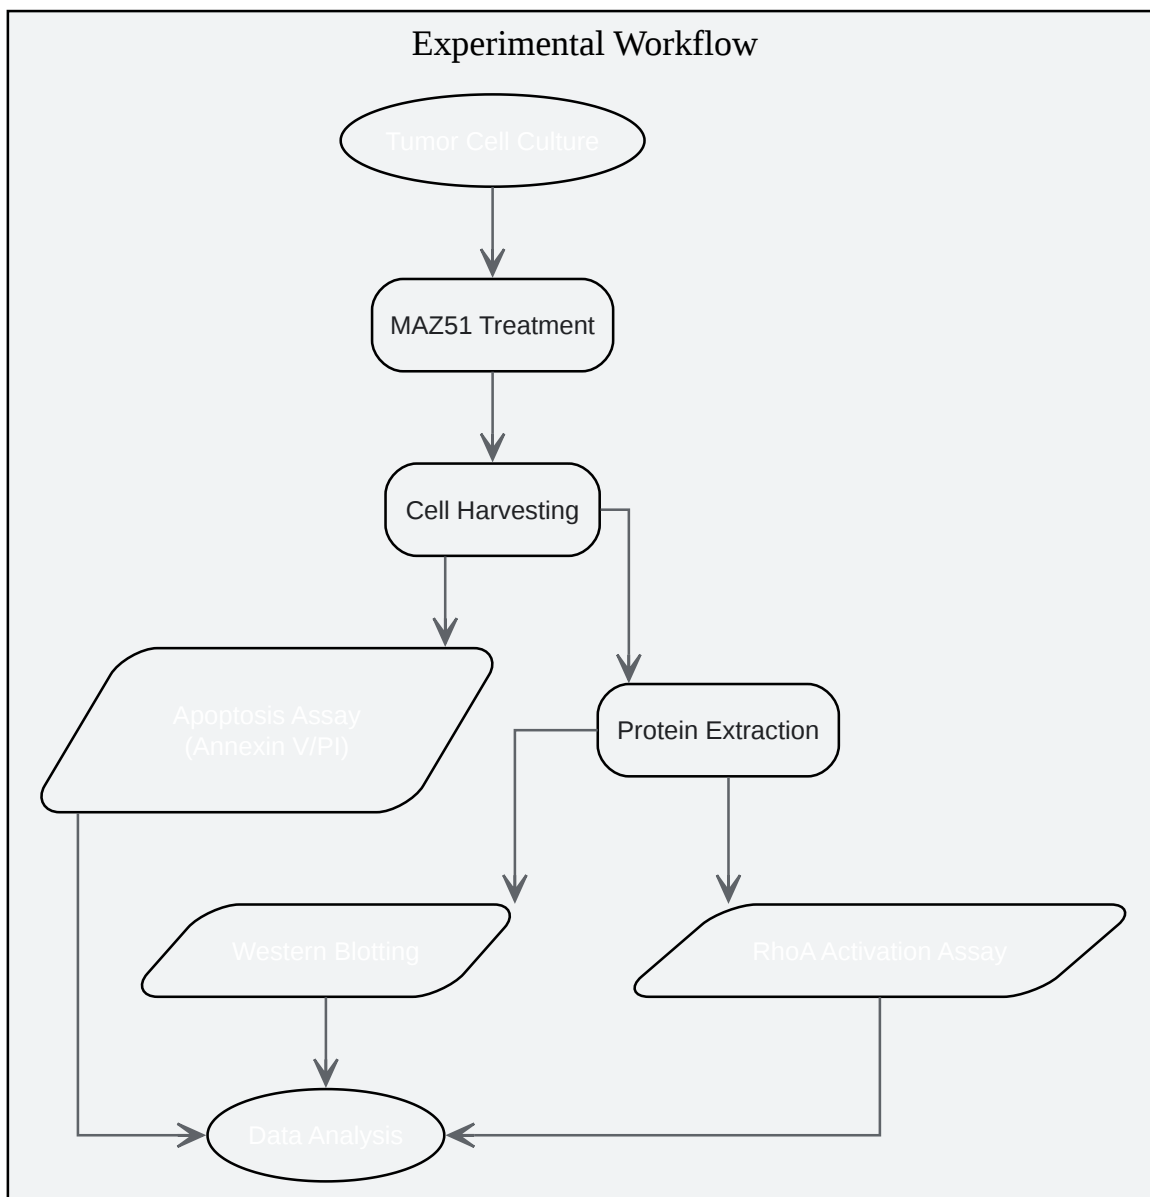 Experimental Workflow
Tumor Cell Culture
MAZ51 Treatment
Cell Harvesting
Apoptosis Assay
(Annexin V/PI)
Protein Extraction
Western Blotting
RhoA Activation Assay
Data Analysis